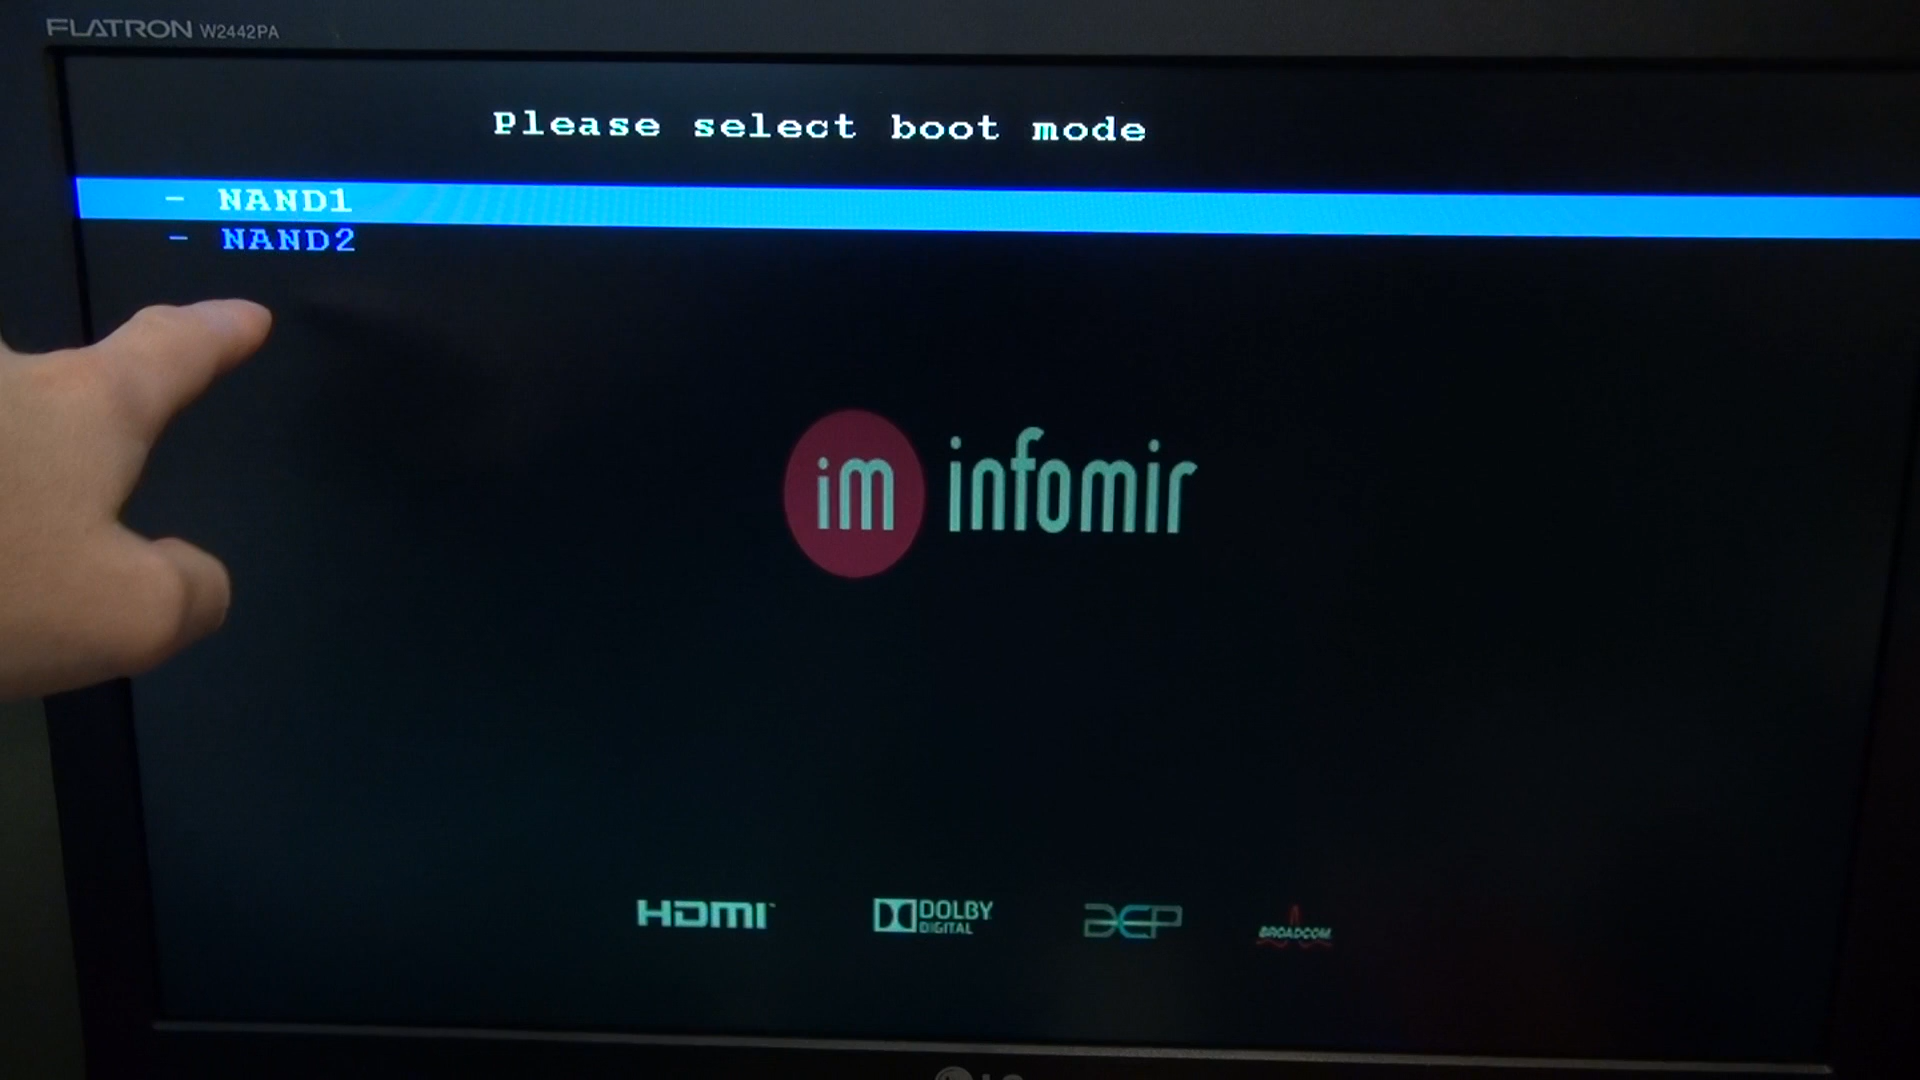 FLATRON W2442PA
Please select boot mode
- NAND1
- NAND2
im infomir
HDMI
DOLBY
DIGITAL
BROADCOM